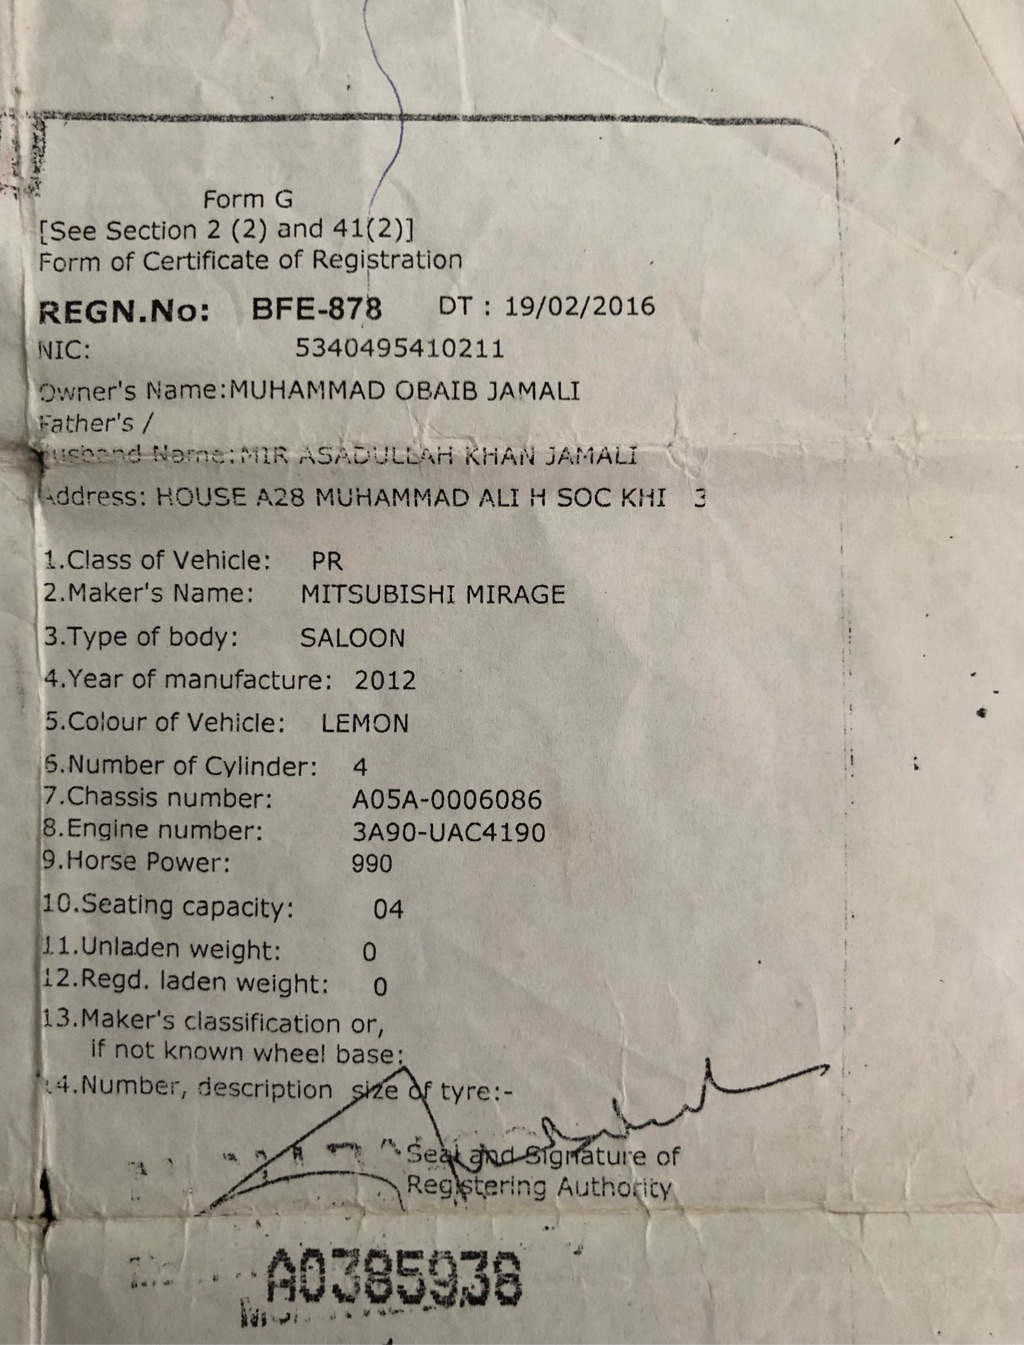 Form G
[See Section 2 (2) and 41(2)]
Form of Certificate of Registration
REGN.No: BFE-878 DT : 19/02/2016
NIC: 5340495410211
Owner's Name:MUHAMMAD OBAIB JAMALI
Father's /
Husband Name:MIR ASADULLAH KHAN JAMALI
Address: HOUSE A28 MUHAMMAD ALI H SOC KHI 3
1.Class of Vehicle: PR
2.Maker's Name: MITSUBISHI MIRAGE
3.Type of body: SALOON
4.Year of manufacture: 2012
5.Colour of Vehicle: LEMON
6.Number of Cylinder: 4
7.Chassis number: A05A-0006086
8.Engine number: 3A90-UAC4190
9.Horse Power: 990
10.Seating capacity: 04
11.Unladen weight: 0
12.Regd. laden weight: 0
13.Maker's classification or,
if not known wheel base:
14.Number, description size of tyre:-
Seal and Signature of
Registering Authority
A0385938